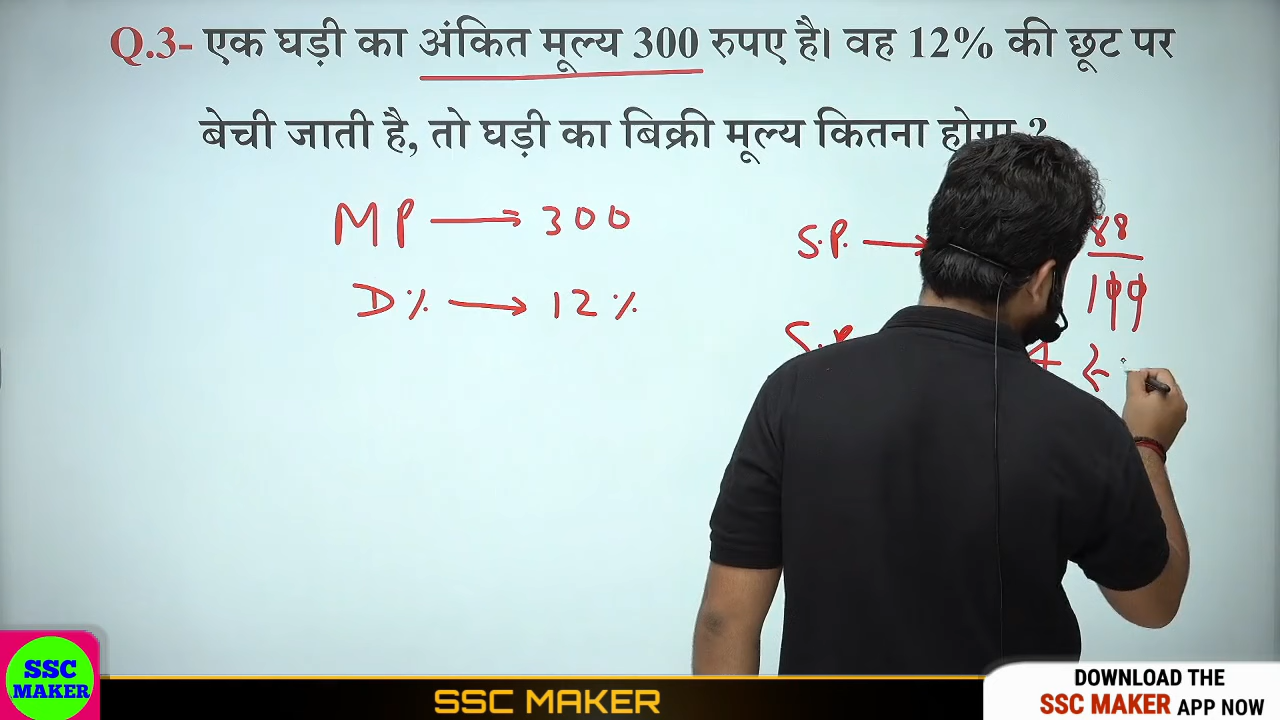 Q.3- एक घड़ी का अंकित मूल्य 300 रुपए है। वह 12% की छूट पर
बेची जाती है, तो घड़ी का बिक्री मूल्य कितना होगा ?
MP → 300
S.P. →
88
100
D% → 12%
S.P.
SSC
MAKER
SSC MAKER
DOWNLOAD THE
SSC MAKER APP NOW